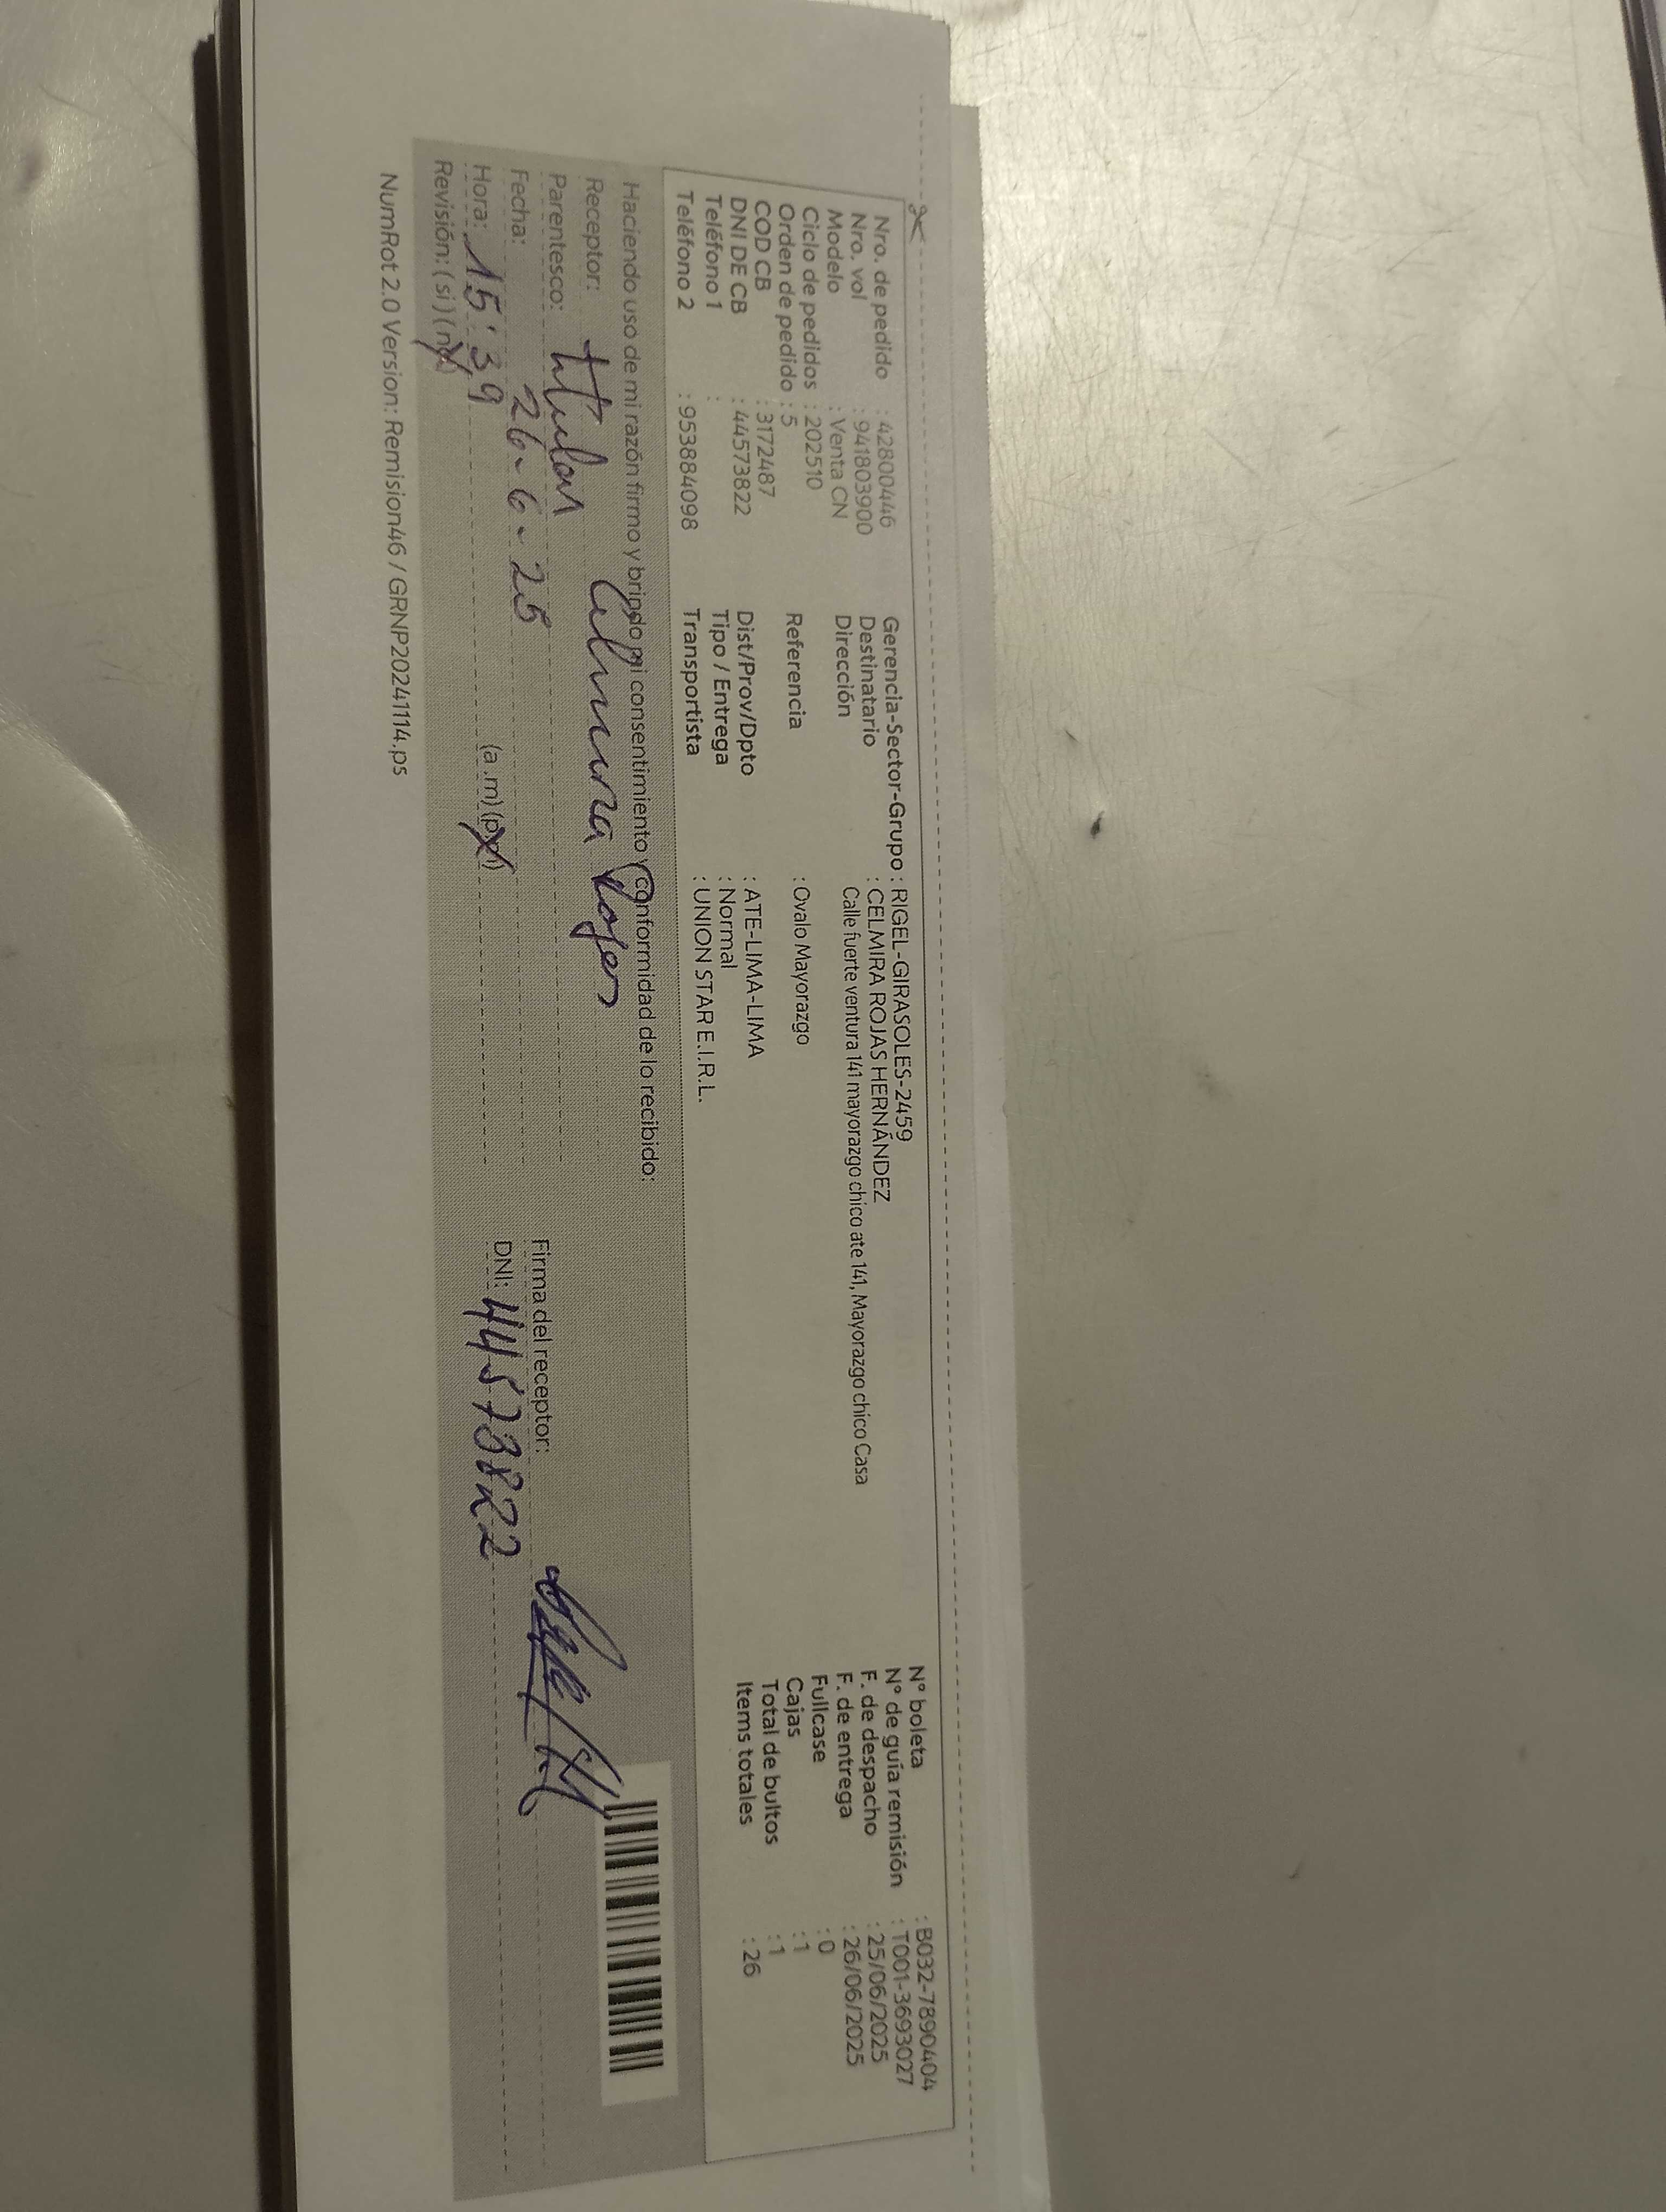 Nro. de pedido : 42800446
Nro. vol : 941803900
Modelo : Venta CN
Ciclo de pedidos : 202510
Orden de pedido : 5
COD CB : 3172487
DNI DE CB : 44573822
Teléfono 1 :
Teléfono 2 : 953884098
Gerencia-Sector-Grupo : RIGEL-GIRASOLES-2459
Destinatario : CELMIRA ROJAS HERNÁNDEZ
Dirección Calle fuerte ventura 141 mayorazgo chico ate 141, Mayorazgo chico Casa
Referencia : Ovalo Mayorazgo
Dist/Prov/Dpto : ATE-LIMA-LIMA
Tipo / Entrega : Normal
Transportista : UNION STAR E.I.R.L.
N° boleta : B032-7890404
N° de guía remisión : T001-3693027
F. de despacho : 25/06/2025
F. de entrega : 26/06/2025
Fullcase : 0
Cajas : 1
Total de bultos : 1
Items totales : 26
Haciendo uso de mi razón firmo y brindo mi consentimiento y conformidad de lo recibido:
Receptor: Celmira Rojas
Parentesco: titular
Fecha: 26-6-25
Hora: 15:39 (a.m) (p.m)
Revisión: ( si ) ( no )
Firma del receptor:
DNI: 44573822
NumRot 2.0 Version: Remision46 / GRNP20241114.ps